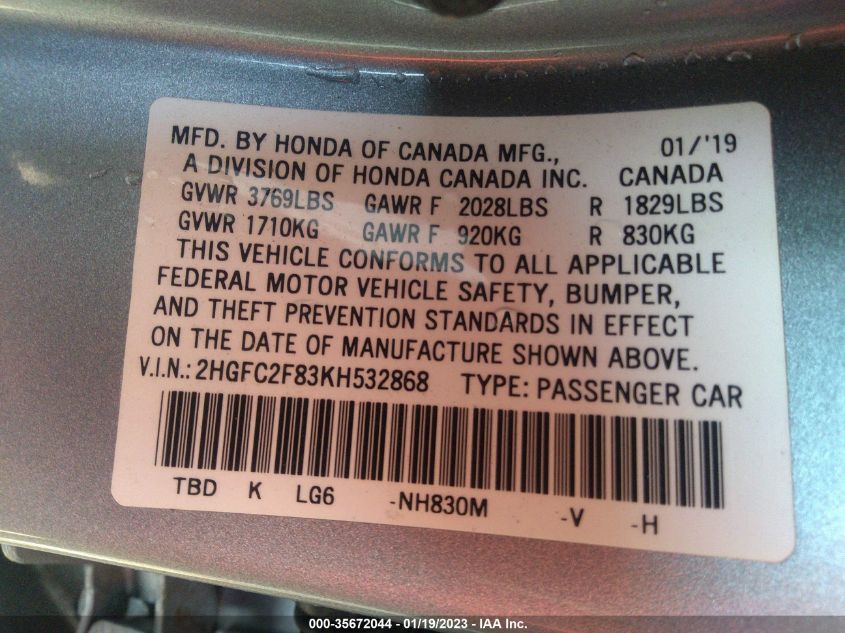 MFD. BY HONDA OF CANADA MFG., 01/'19
A DIVISION OF HONDA CANADA INC. CANADA
GVWR 3769LBS GAWR F 2028LBS R 1829LBS
GVWR 1710KG GAWR F 920KG R 830KG
THIS VEHICLE CONFORMS TO ALL APPLICABLE
FEDERAL MOTOR VEHICLE SAFETY, BUMPER,
AND THEFT PREVENTION STANDARDS IN EFFECT
ON THE DATE OF MANUFACTURE SHOWN ABOVE.
V.I.N.: 2HGFC2F83KH532868 TYPE: PASSENGER CAR
TBD K LG6 -NH830M -V -H
000-35672044 - 01/19/2023 - IAA Inc.